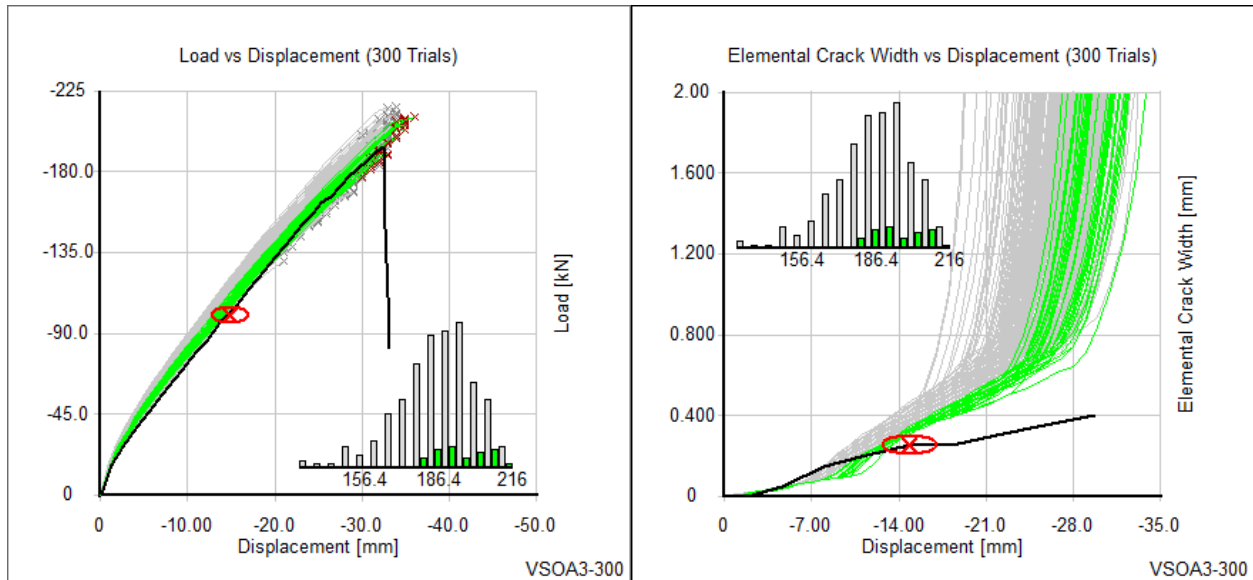 Load vs Displacement (300 Trials)
-225
-180.0
-135.0
-90.0
-45.0
0
Load [kN]
156.4 186.4 216
0 -10.00 -20.00 -30.00 -40.00 -50.0
Displacement [mm]
VSOA3-300
Elemental Crack Width vs Displacement (300 Trials)
2.00
1.600
1.200
0.800
0.400
0
Elemental Crack Width [mm]
156.4 186.4 216
0 -7.00 -14.00 -21.0 -28.0 -35.0
Displacement [mm]
VSOA3-300